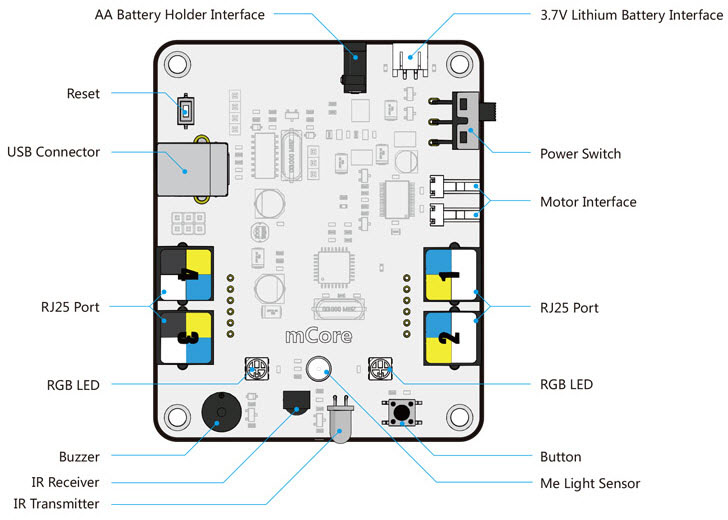 AA Battery Holder Interface
3.7V Lithium Battery Interface
Reset
USB Connector
Power Switch
Motor Interface
4
1
RJ25 Port
RJ25 Port
3
2
mCore
RGB LED
RGB LED
Buzzer
Button
IR Receiver
Me Light Sensor
IR Transmitter